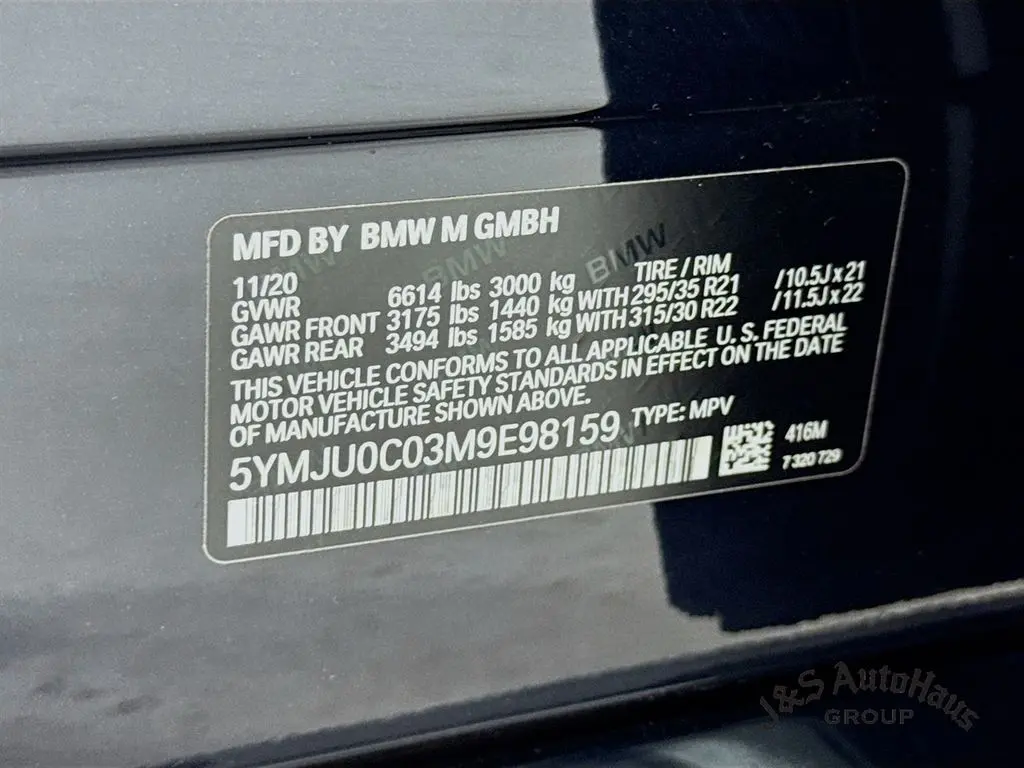 MFD BY BMW M GMBH
11/20 TIRE / RIM
GVWR 6614 lbs 3000 kg
GAWR FRONT 3175 lbs 1440 kg WITH 295/35 R21 /10.5J x 21
GAWR REAR 3494 lbs 1585 kg WITH 315/30 R22 /11.5J x 22
THIS VEHICLE CONFORMS TO ALL APPLICABLE U. S. FEDERAL
MOTOR VEHICLE SAFETY STANDARDS IN EFFECT ON THE DATE
OF MANUFACTURE SHOWN ABOVE.
5YMJU0C03M9E98159 TYPE: MPV
416M
7 320 729
BMW
BMW
BMW
J&S AUTOHAUS
GROUP